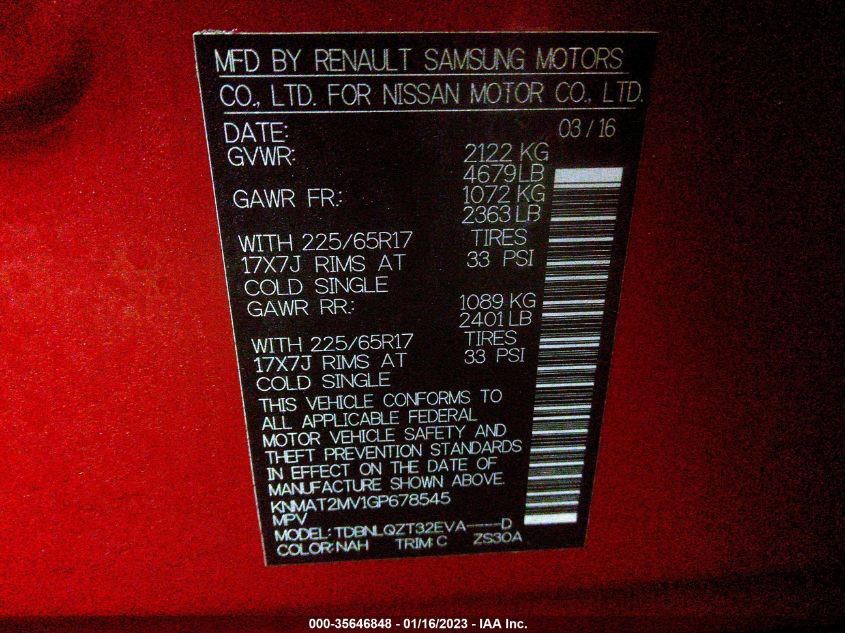 MFD BY RENAULT SAMSUNG MOTORS
CO., LTD. FOR NISSAN MOTOR CO., LTD.
DATE: 03/16
GVWR: 2122 KG
4679LB
GAWR FR.: 1072 KG
2363 LB
WITH 225/65R17 TIRES
17X7J RIMS AT 33 PSI
COLD SINGLE
GAWR RR.: 1089 KG
2401 LB
WITH 225/65R17 TIRES
17X7J RIMS AT 33 PSI
COLD SINGLE
THIS VEHICLE CONFORMS TO
ALL APPLICABLE FEDERAL
MOTOR VEHICLE SAFETY AND
THEFT PREVENTION STANDARDS
IN EFFECT ON THE DATE OF
MANUFACTURE SHOWN ABOVE.
KNMAT2MV1GP678545
MPV
MODEL: TDBNLQZT32EVA-----D
COLOR: NAH TRIM: C ZS30A
000-35646848 - 01/16/2023 - IAA Inc.